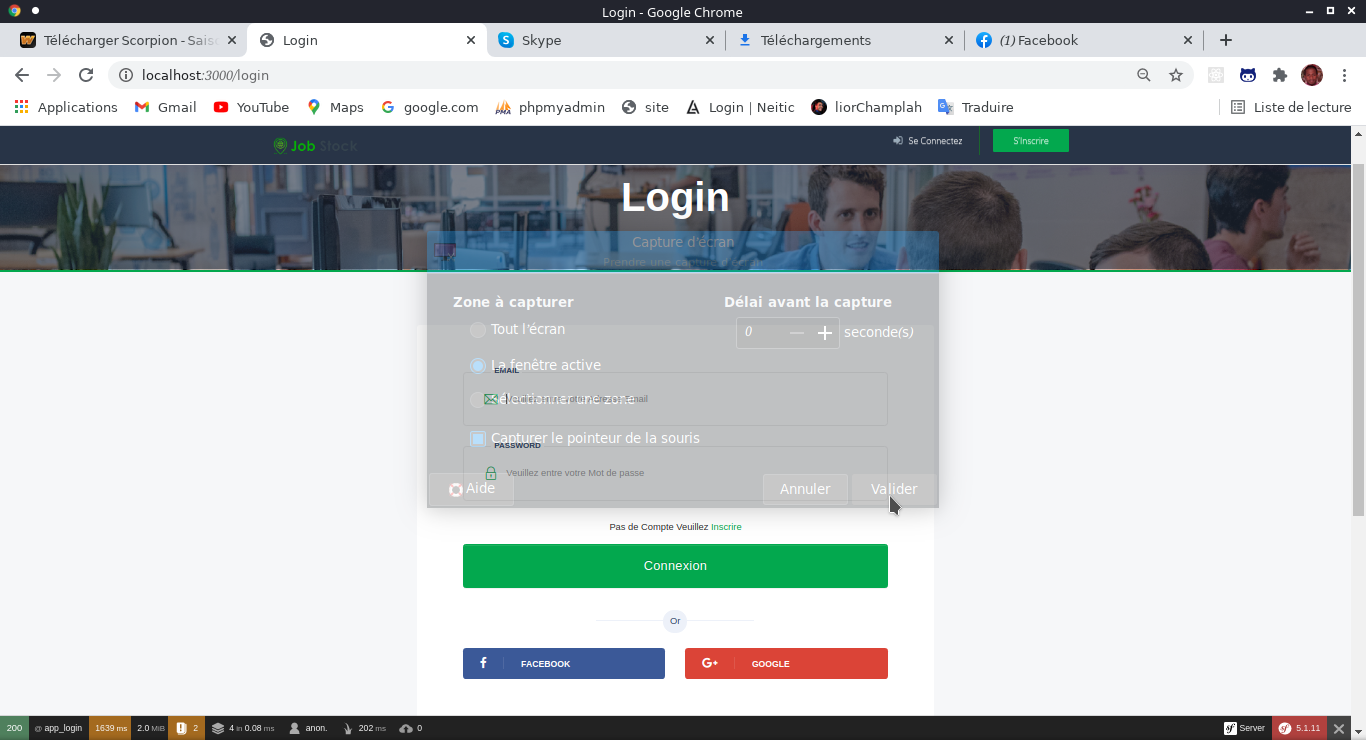 Login - Google Chrome
Télécharger Scorpion - Sais
Login
Skype
Téléchargements
(1) Facebook
localhost:3000/login
Applications
Gmail
YouTube
Maps
google.com
phpmyadmin
site
Login | Neitic
liorChamplah
Traduire
Liste de lecture
Job Stock
Se Connectez
S'Inscrire
Login
Capture d'écran
Prendre une capture d'écran
Zone à capturer
Délai avant la capture
Tout l'écran
0
seconde(s)
La fenêtre active
EMAIL
Sélectionner une zone
Email
Capturer le pointeur de la souris
PASSWORD
Veuillez entre votre Mot de passe
Aide
Annuler
Valider
Pas de Compte Veuillez Inscrire
Connexion
Or
FACEBOOK
GOOGLE
200
@ app_login
1639 ms
2.0 MiB
2
4 in 0.08 ms
anon.
202 ms
0
Server
5.1.11